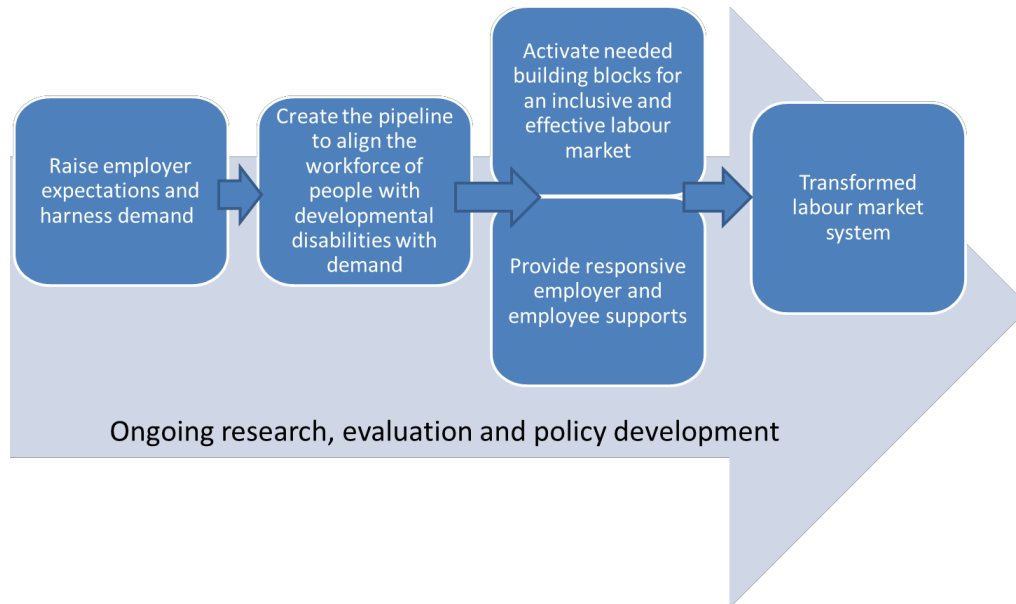 Raise employer
expectations and
harness demand
Create the pipeline
to align the
workforce of
people with
developmental
disabilities with
demand
Activate needed
building blocks for
an inclusive and
effective labour
market
Provide responsive
employer and
employee supports
Transformed
labour market
system
Ongoing research, evaluation and policy development